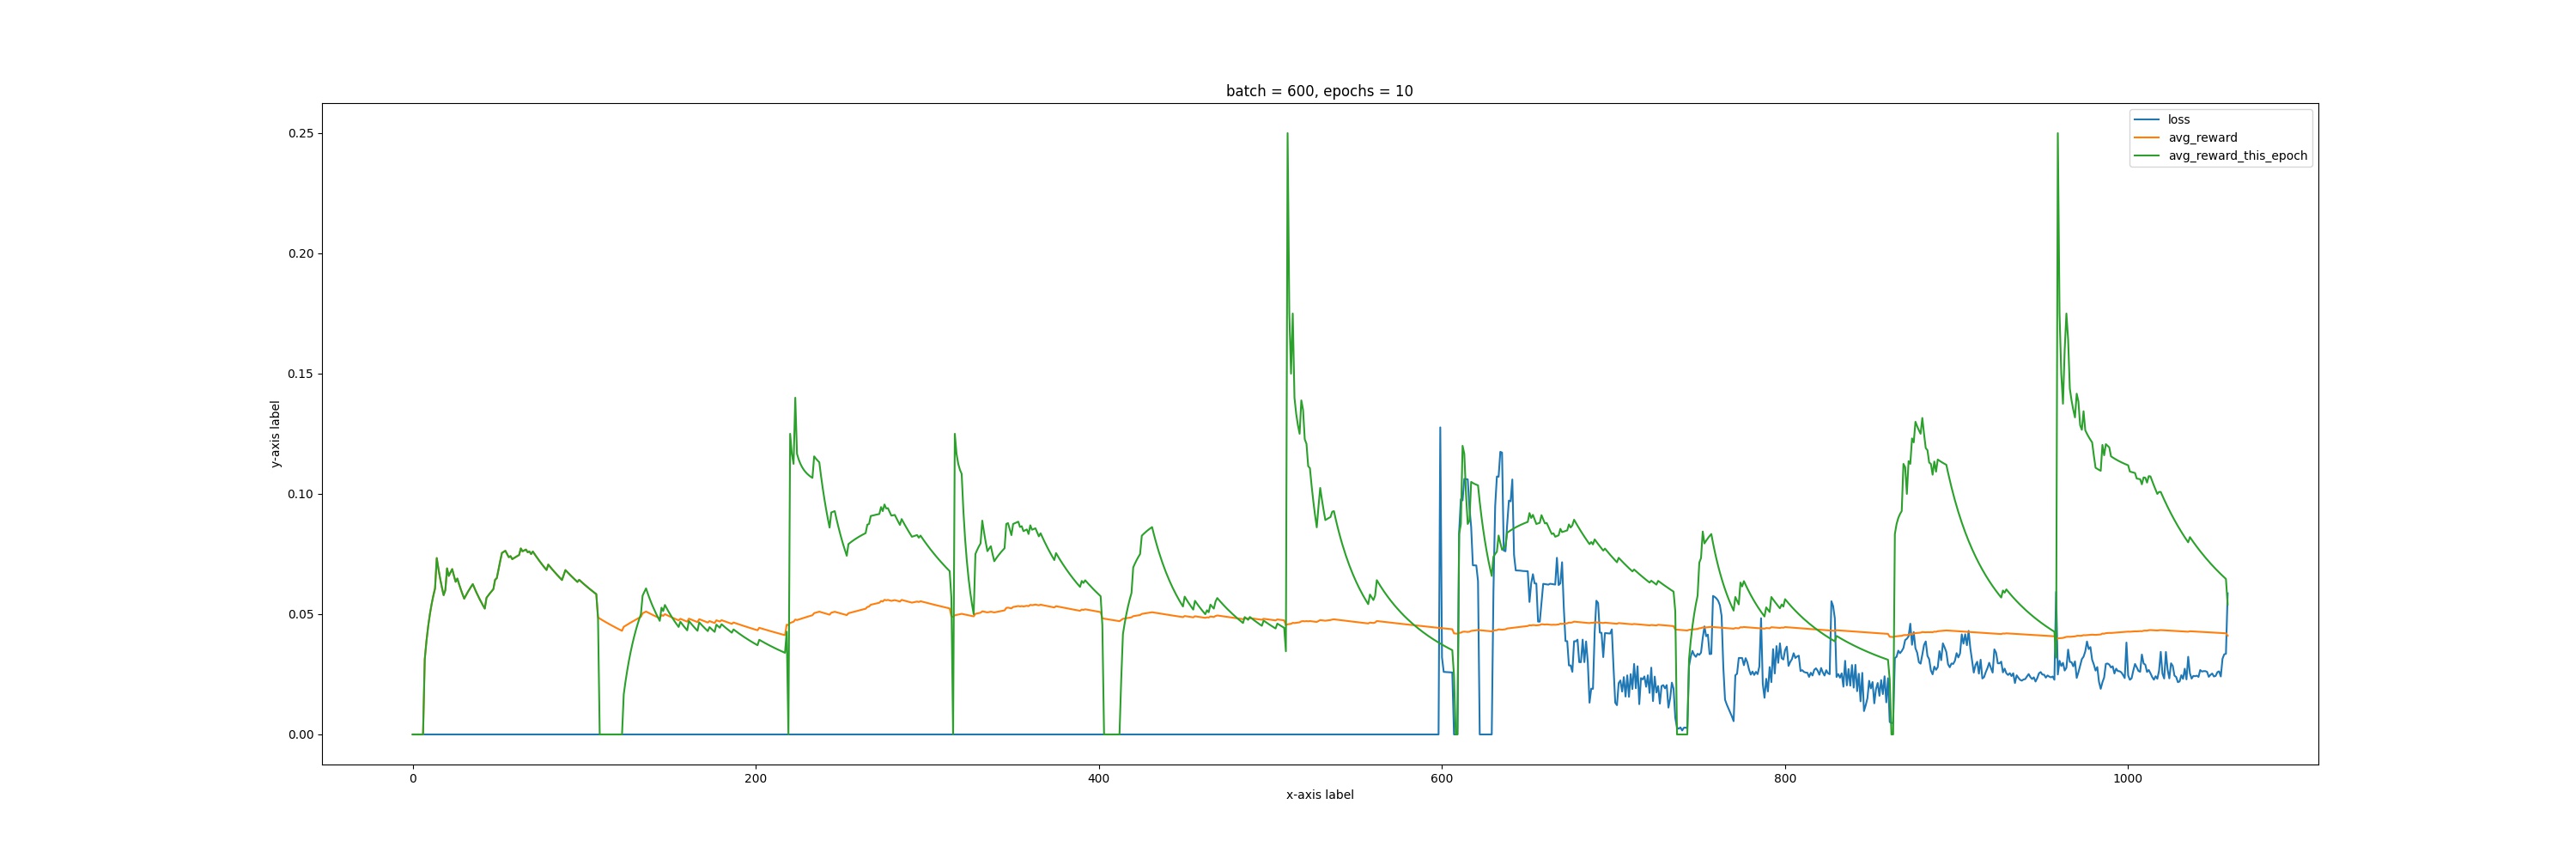 batch = 600, epochs = 10
loss
avg_reward
avg_reward_this_epoch
0.25
0.20
0.15
0.10
0.05
0.00
y-axis label
0
200
400
600
800
1000
x-axis label